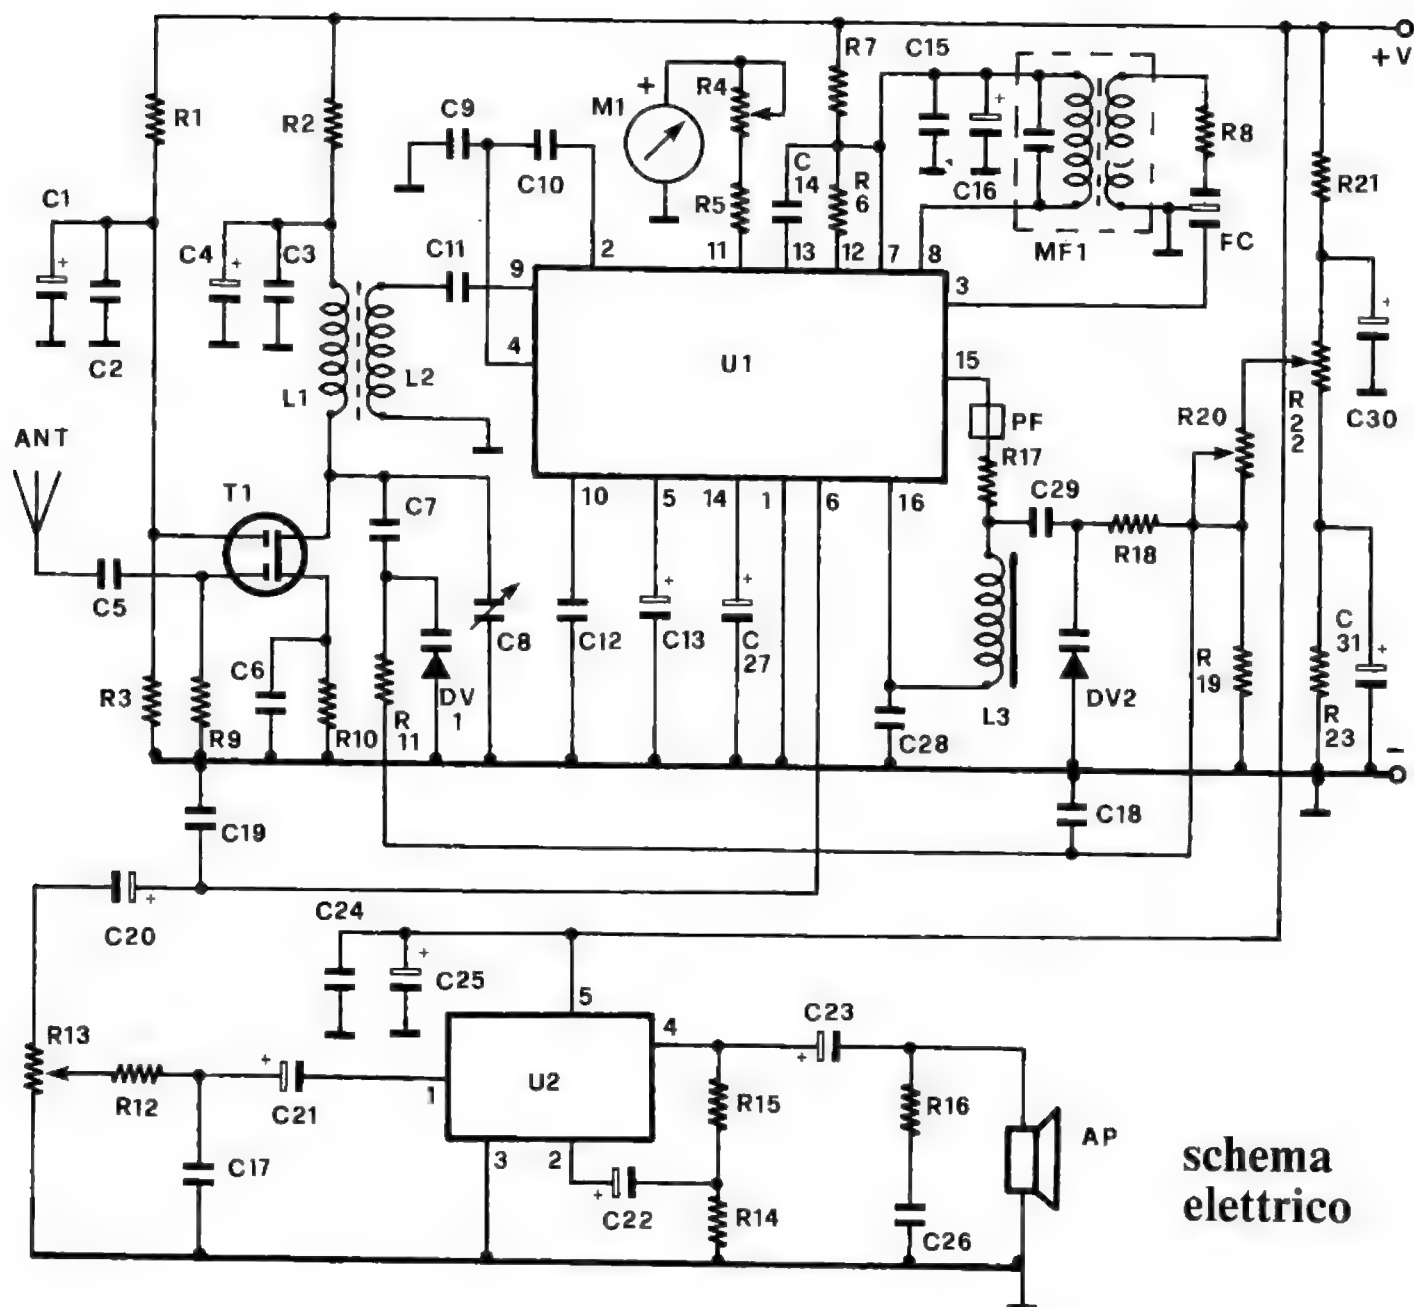 +V
R1
R2
C9
C10
M1
+
R4
R5
C
14
R7
R
6
C15
+
C16
MF1
R8
FC
R21
C1
+
C2
C4
+
C3
C11
9
2
11
13
12
7
8
3
4
U1
15
L1
L2
PF
R17
R20
R
22
+
C30
ANT
T1
C7
10
5
14
1
6
16
C29
R18
C5
C6
R3
R9
R10
R
11
DV
1
C8
C12
+
C13
+
C
27
C28
L3
DV2
R
19
C
31
+
R
23
-
C19
C18
C20
+
C24
+
C25
5
R13
R12
+
C21
1
U2
4
+
C23
C17
3
2
+
C22
R15
R14
R16
C26
AP
schema
elettrico